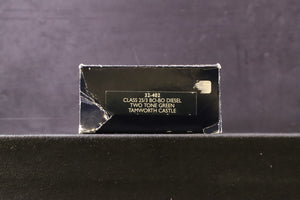 32-402
CLASS 25/3 BO-BO DIESEL
TWO TONE GREEN
TAMWORTH CASTLE